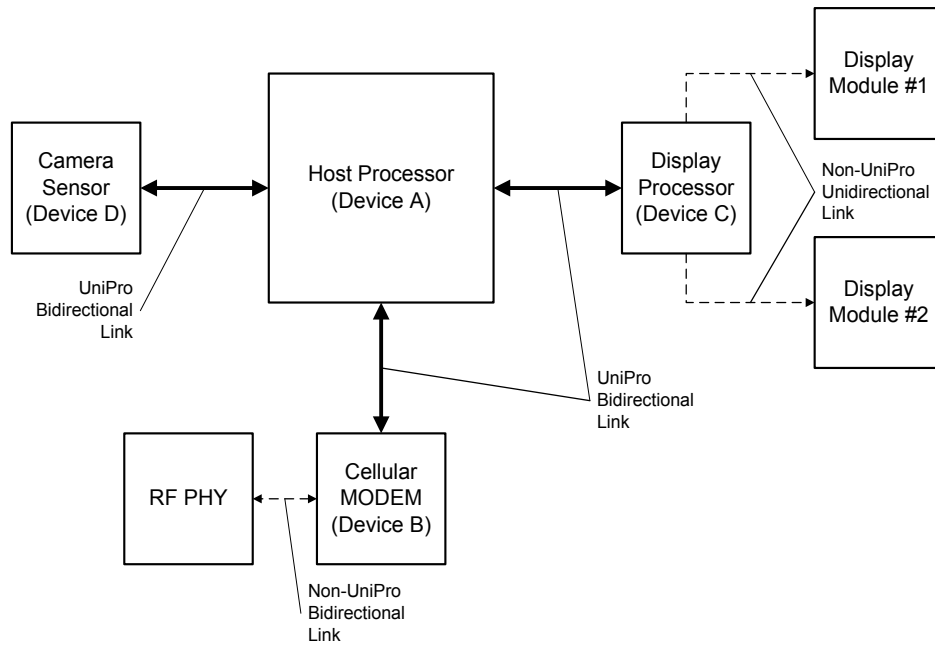 Display
Module #1
Camera
Sensor
(Device D)
Host Processor
(Device A)
Display
Processor
(Device C)
Non-UniPro
Unidirectional
Link
UniPro
Bidirectional
Link
Display
Module #2
UniPro
Bidirectional
Link
RF PHY
Cellular
MODEM
(Device B)
Non-UniPro
Bidirectional
Link